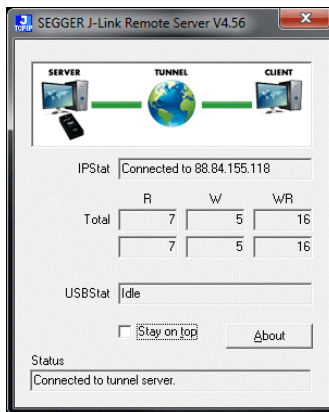 SEGGER J-Link Remote Server V4.56
SERVER TUNNEL CLIENT
IPStat Connected to 88.84.155.118
R W WR
Total 7 5 16
7 5 16
USBStat Idle
Stay on top About
Status
Connected to tunnel server.